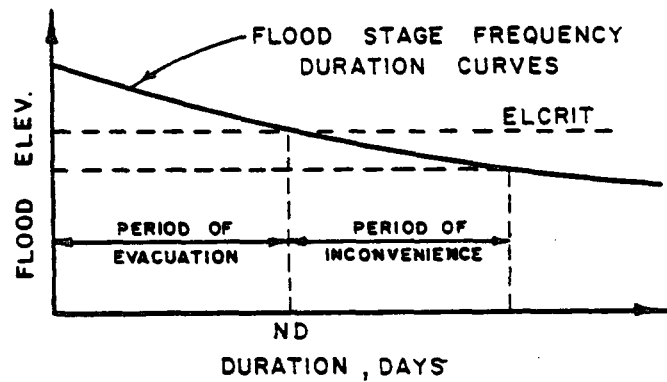 FLOOD STAGE FREQUENCY
DURATION CURVES
ELCRIT
FLOOD ELEV.
PERIOD OF
EVACUATION
PERIOD OF
INCONVENIENCE
ND
DURATION, DAYS